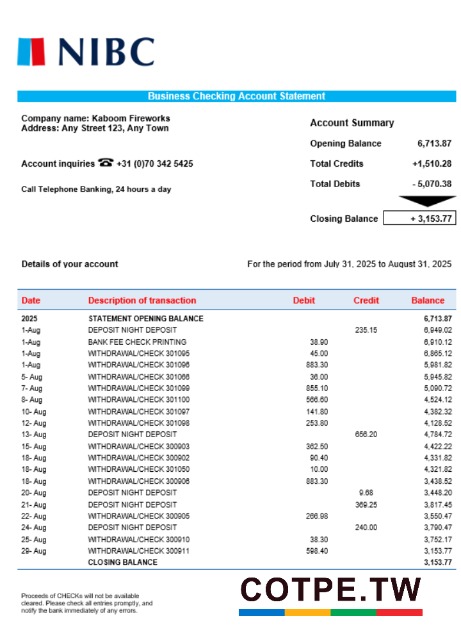 NIBC
Business Checking Account Statement
Company name: Kaboom Fireworks
Address: Any Street 123, Any Town
Account inquiries ☎ +31 (0)70 342 5425
Call Telephone Banking, 24 hours a day
Account Summary
Opening Balance 6,713.87
Total Credits +1,510.28
Total Debits - 5,070.38
Closing Balance + 3,153.77
Details of your account For the period from July 31, 2025 to August 31, 2025
Date Description of transaction Debit Credit Balance
2025 STATEMENT OPENING BALANCE 6,713.87
1-Aug DEPOSIT NIGHT DEPOSIT 235.15 6,949.02
1-Aug BANK FEE CHECK PRINTING 38.90 6,910.12
1-Aug WITHDRAWAL/CHECK 301095 45.00 6,865.12
1-Aug WITHDRAWAL/CHECK 301096 883.30 5,981.82
5- Aug WITHDRAWAL/CHECK 301066 36.00 5,945.82
7- Aug WITHDRAWAL/CHECK 301099 855.10 5,090.72
8- Aug WITHDRAWAL/CHECK 301100 566.60 4,524.12
10- Aug WITHDRAWAL/CHECK 301097 141.80 4,382.32
12- Aug WITHDRAWAL/CHECK 301098 253.80 4,128.52
13- Aug DEPOSIT NIGHT DEPOSIT 656.20 4,784.72
15- Aug WITHDRAWAL/CHECK 300903 362.50 4,422.22
18- Aug WITHDRAWAL/CHECK 300902 90.40 4,331.82
18- Aug WITHDRAWAL/CHECK 301050 10.00 4,321.82
18- Aug WITHDRAWAL/CHECK 300906 883.30 3,438.52
20- Aug DEPOSIT NIGHT DEPOSIT 9.68 3,448.20
21- Aug DEPOSIT NIGHT DEPOSIT 369.25 3,817.45
22- Aug WITHDRAWAL/CHECK 300905 266.98 3,550.47
24- Aug DEPOSIT NIGHT DEPOSIT 240.00 3,790.47
25- Aug WITHDRAWAL/CHECK 300910 38.30 3,752.17
29- Aug WITHDRAWAL/CHECK 300911 598.40 3,153.77
CLOSING BALANCE 3,153.77
Proceeds of CHECKs will not be available
cleared. Please check all entries promptly, and
notify the bank immediately of any errors.
COTPE.TW